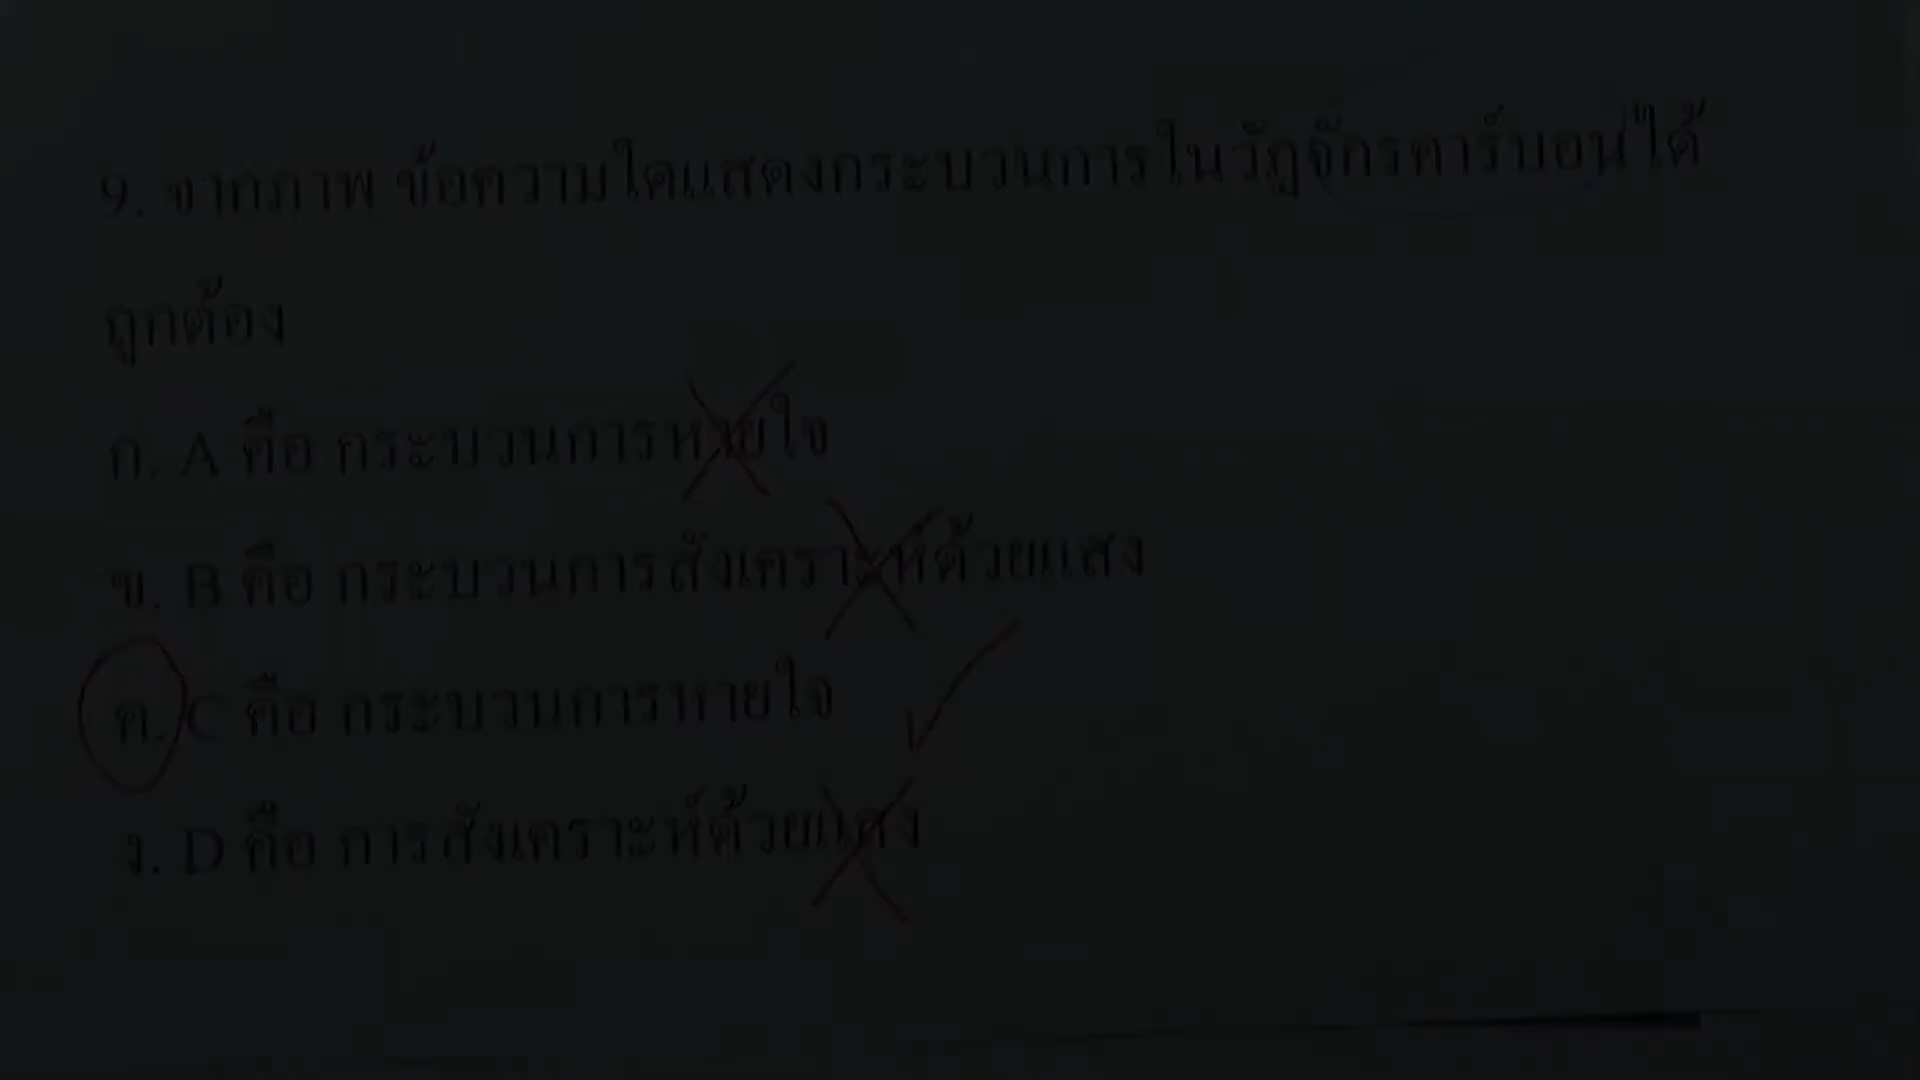 9. จากภาพ ข้อความใดแสดงกระบวนการในวัฏจักรคาร์บอนได้
ถูกต้อง
ก. A คือ กระบวนการหายใจ
ข. B คือ กระบวนการสังเคราะห์ด้วยแสง
ค. C คือ กระบวนการหายใจ
ง. D คือ การสังเคราะห์ด้วยแสง